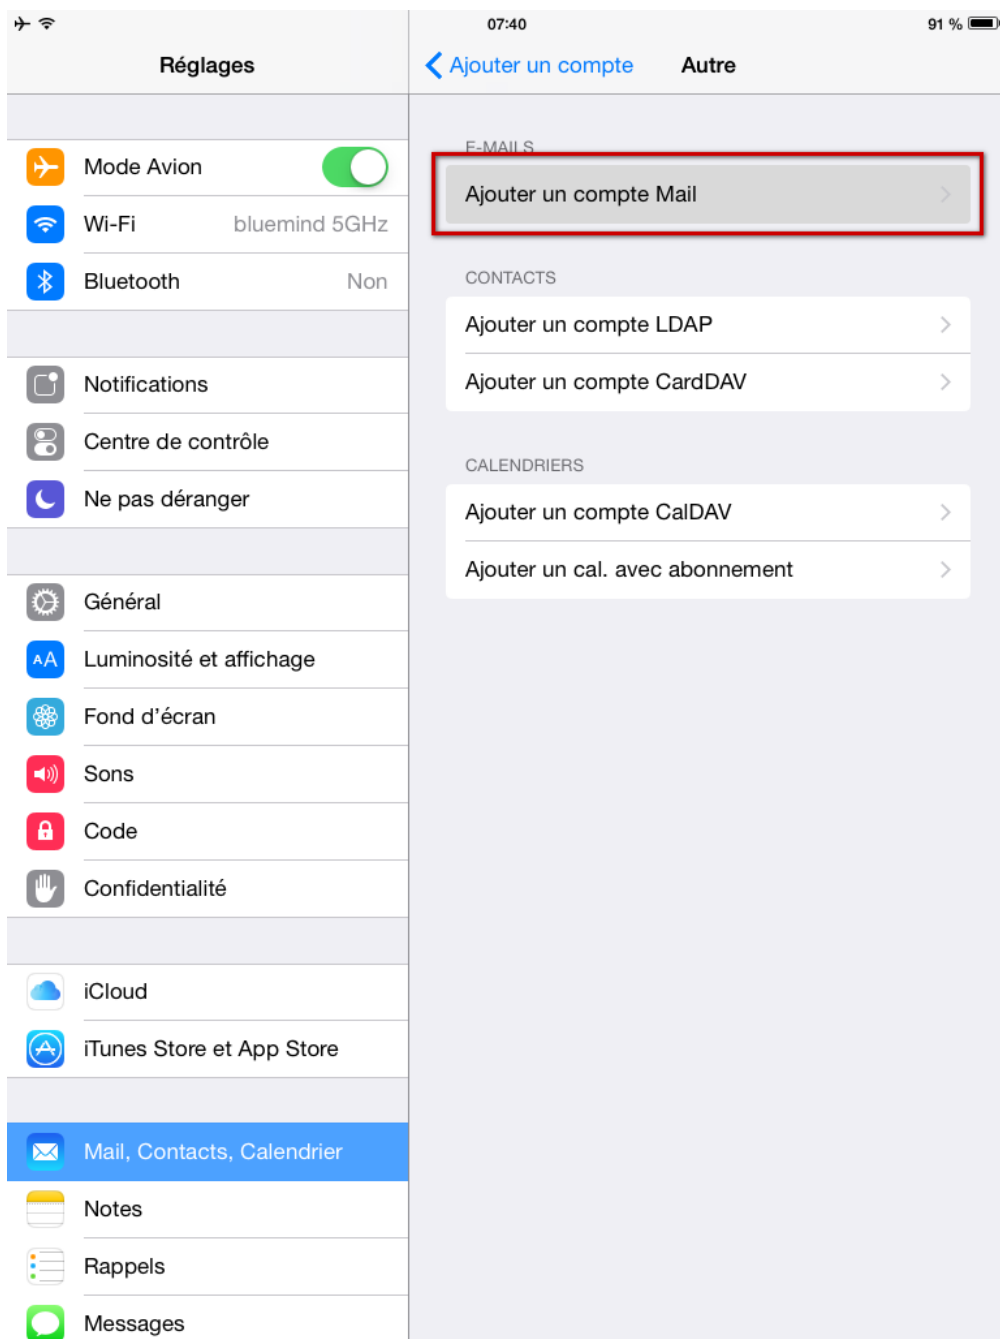 07:40
91 %
Réglages
Ajouter un compte
Autre
Mode Avion
Wi-Fi
bluemind 5GHz
Bluetooth
Non
Notifications
Centre de contrôle
Ne pas déranger
Général
AA
Luminosité et affichage
Fond d’écran
Sons
Code
Confidentialité
iCloud
iTunes Store et App Store
Mail, Contacts, Calendrier
Notes
Rappels
Messages
E-MAILS
Ajouter un compte Mail
CONTACTS
Ajouter un compte LDAP
Ajouter un compte CardDAV
CALENDRIERS
Ajouter un compte CalDAV
Ajouter un cal. avec abonnement